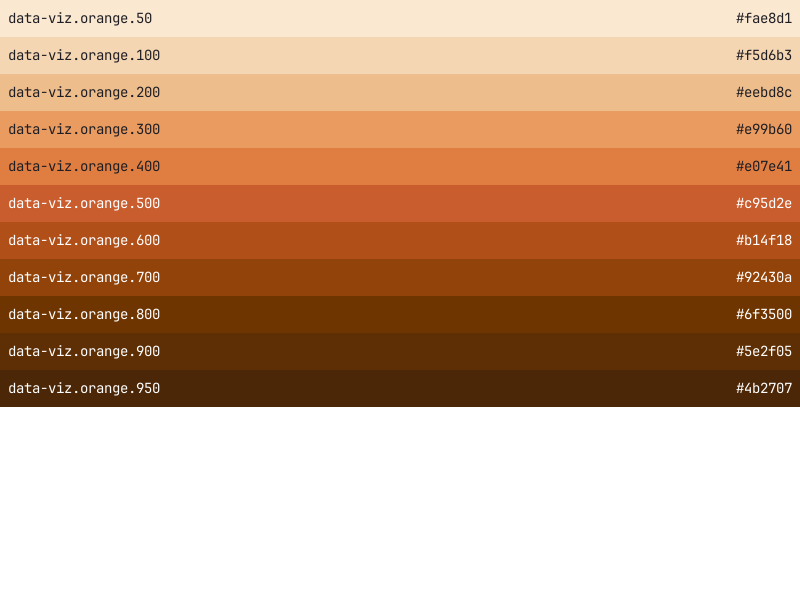 data-viz.orange.50 #fae8d1
data-viz.orange.100 #f5d6b3
data-viz.orange.200 #eebd8c
data-viz.orange.300 #e99b60
data-viz.orange.400 #e07e41
data-viz.orange.500 #c95d2e
data-viz.orange.600 #b14f18
data-viz.orange.700 #92430a
data-viz.orange.800 #6f3500
data-viz.orange.900 #5e2f05
data-viz.orange.950 #4b2707